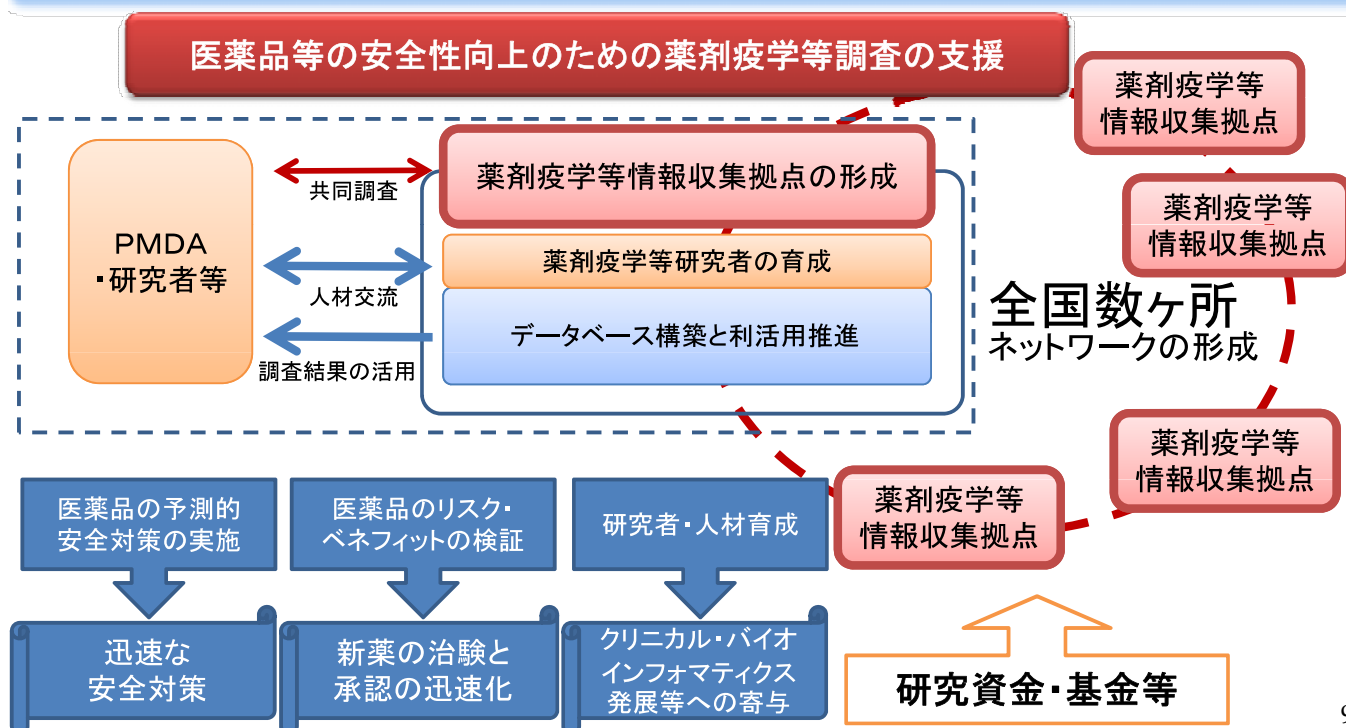 医薬品等の安全性向上のための薬剤疫学等調査の支援
薬剤疫学等
情報収集拠点
薬剤疫学等
情報収集拠点
PMDA
・研究者等
共同調査
人材交流
調査結果の活用
薬剤疫学等情報収集拠点の形成
薬剤疫学等研究者の育成
データベース構築と利活用推進
全国数ヶ所
ネットワークの形成
薬剤疫学等
情報収集拠点
薬剤疫学等
情報収集拠点
医薬品の予測的
安全対策の実施
医薬品のリスク・
ベネフィットの検証
研究者・人材育成
迅速な
安全対策
新薬の治験と
承認の迅速化
クリニカル・バイオ
インフォマティクス
発展等への寄与
研究資金・基金等
9